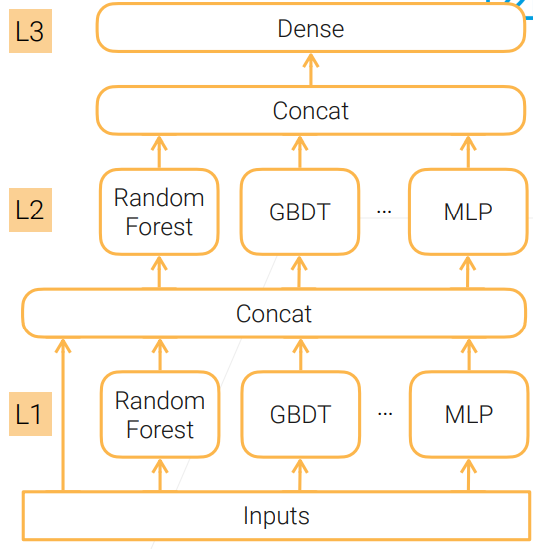 L3
Dense
Concat
L2
Random
Forest
GBDT
...
MLP
Concat
L1
Random
Forest
GBDT
...
MLP
Inputs